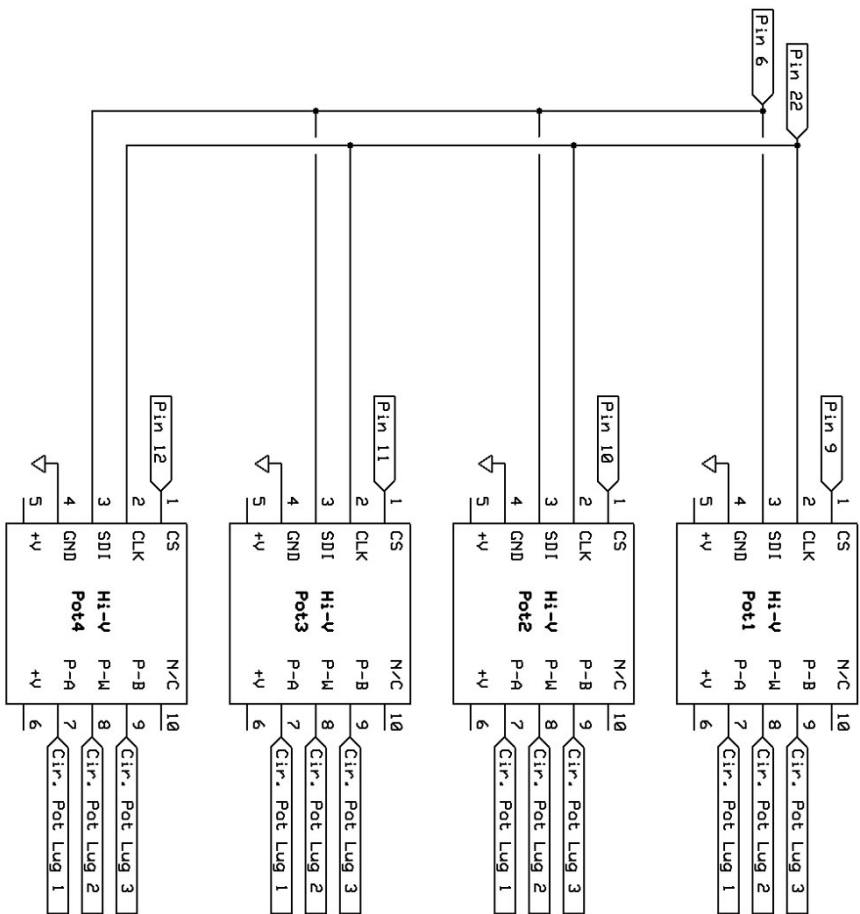 Pin 9 1 CS N/C 10
Pin 22 2 CLK P-B 9 Cir. Pot Lug 3
Pin 6 3 SDI Hi-V P-W 8 Cir. Pot Lug 2
4 GND Pot1 P-A 7 Cir. Pot Lug 1
5 +V +V 6
Pin 10 1 CS N/C 10
2 CLK P-B 9 Cir. Pot Lug 3
3 SDI Hi-V P-W 8 Cir. Pot Lug 2
4 GND Pot2 P-A 7 Cir. Pot Lug 1
5 +V +V 6
Pin 11 1 CS N/C 10
2 CLK P-B 9 Cir. Pot Lug 3
3 SDI Hi-V P-W 8 Cir. Pot Lug 2
4 GND Pot3 P-A 7 Cir. Pot Lug 1
5 +V +V 6
Pin 12 1 CS N/C 10
2 CLK P-B 9 Cir. Pot Lug 3
3 SDI Hi-V P-W 8 Cir. Pot Lug 2
4 GND Pot4 P-A 7 Cir. Pot Lug 1
5 +V +V 6